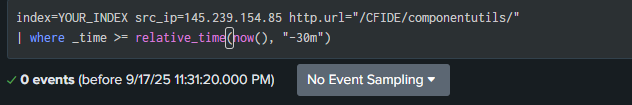 index=YOUR_INDEX src_ip=145.239.154.85 http.url="/CFIDE/componentutils/"
| where _time >= relative_time(now(), "-30m")
✓ 0 events (before 9/17/25 11:31:20.000 PM) No Event Sampling ▾